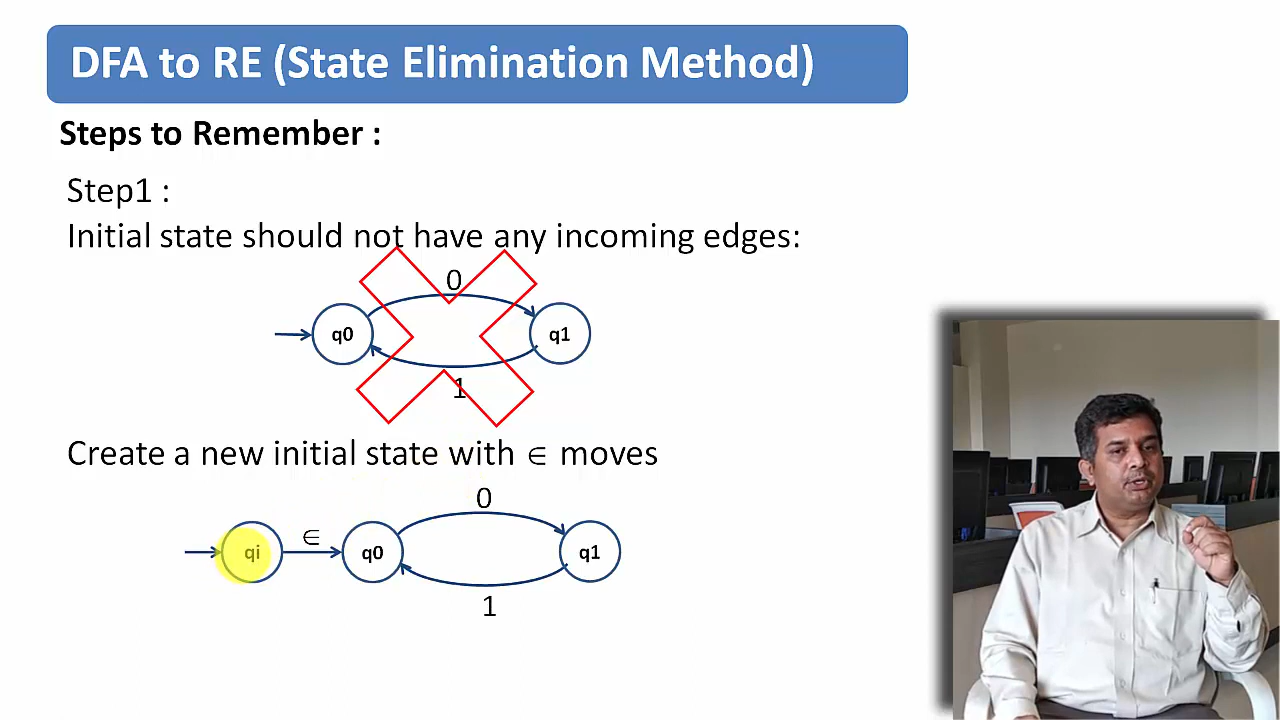 DFA to RE (State Elimination Method)
Steps to Remember :
Step1 :
Initial state should not have any incoming edges:
0
q0
q1
1
Create a new initial state with ∈ moves
0
∈
qi
q0
q1
1